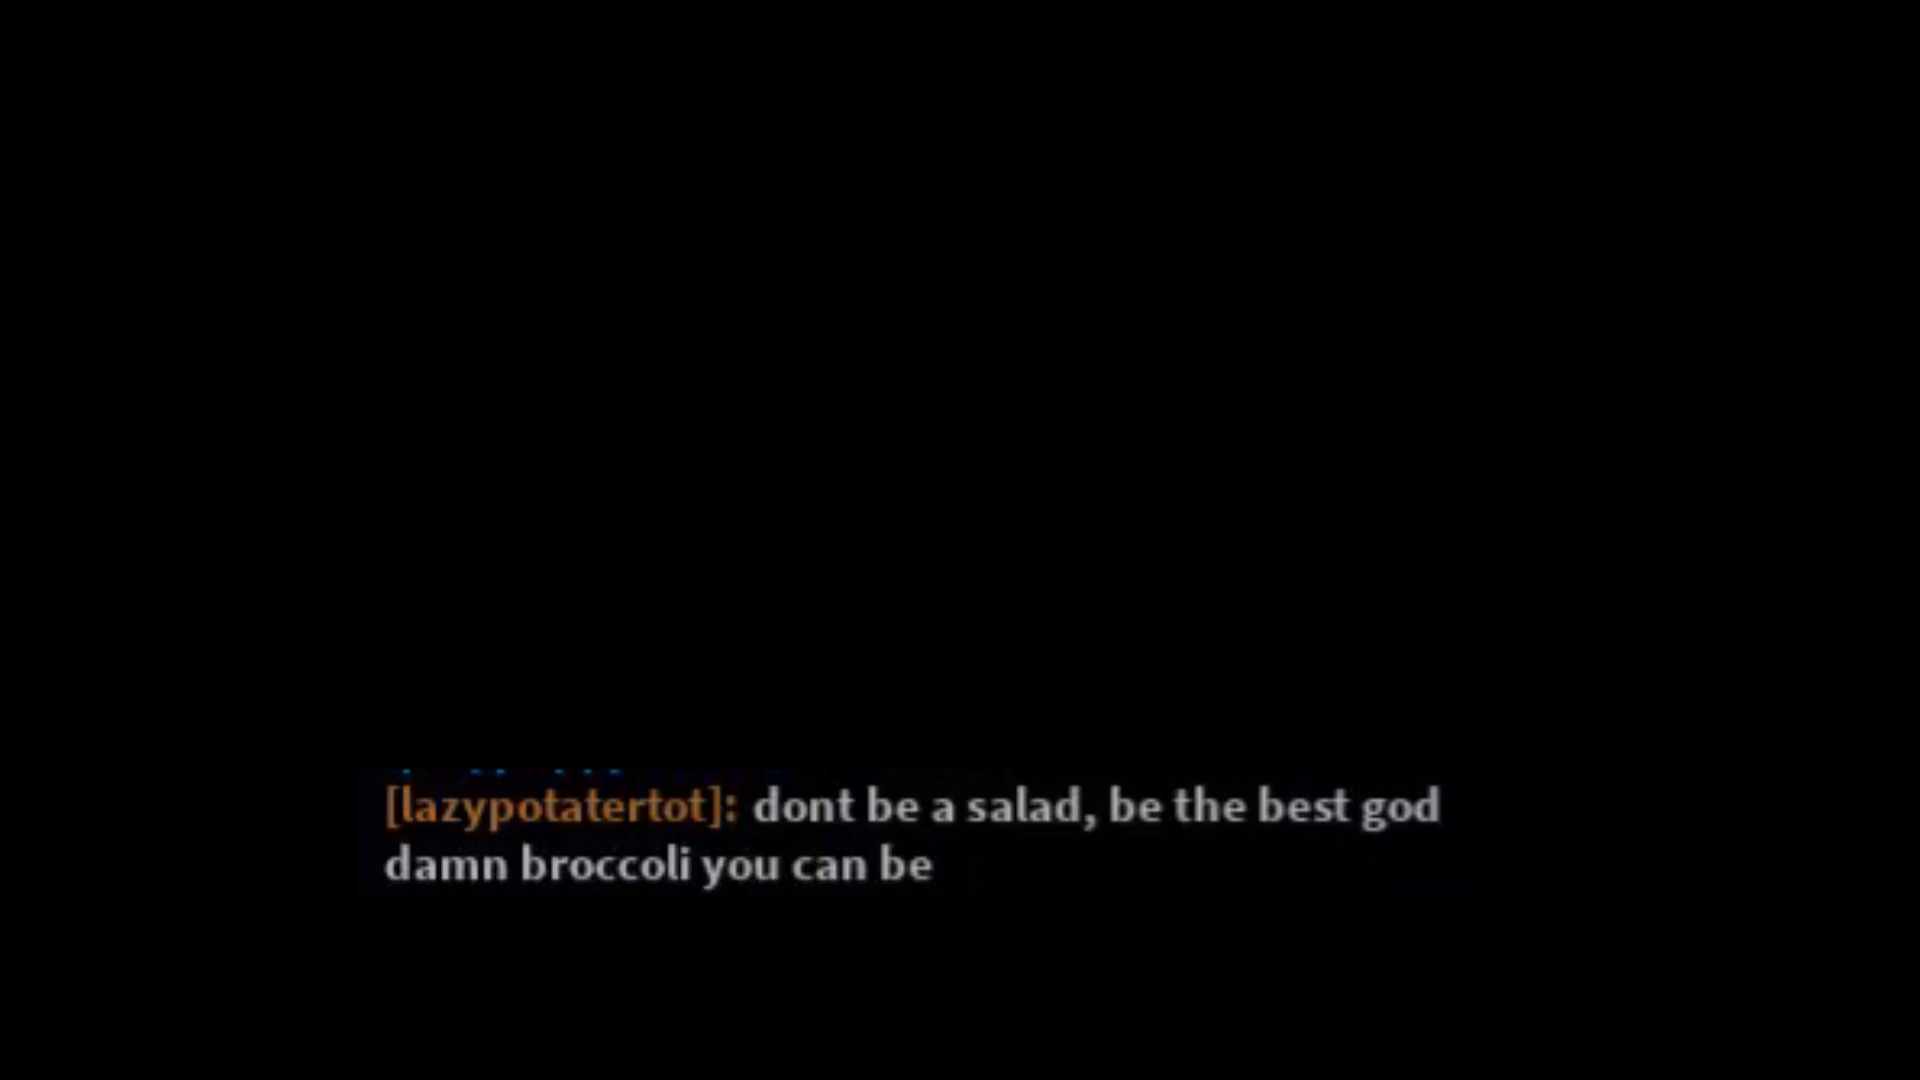 [lazypotatertot]: dont be a salad, be the best god
damn broccoli you can be